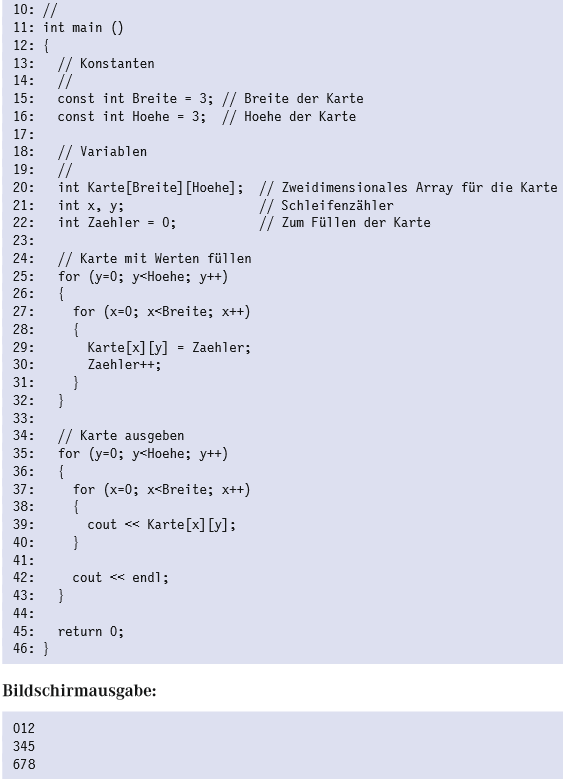 10: //
11: int main ()
12: {
13:   // Konstanten
14:   //
15:   const int Breite = 3; // Breite der Karte
16:   const int Hoehe = 3;  // Hoehe der Karte
17:
18:   // Variablen
19:   //
20:   int Karte[Breite][Hoehe];  // Zweidimensionales Array für die Karte
21:   int x, y;                  // Schleifenzähler
22:   int Zaehler = 0;           // Zum Füllen der Karte
23:
24:   // Karte mit Werten füllen
25:   for (y=0; y<Hoehe; y++)
26:   {
27:     for (x=0; x<Breite; x++)
28:     {
29:       Karte[x][y] = Zaehler;
30:       Zaehler++;
31:     }
32:   }
33:
34:   // Karte ausgeben
35:   for (y=0; y<Hoehe; y++)
36:   {
37:     for (x=0; x<Breite; x++)
38:     {
39:       cout << Karte[x][y];
40:     }
41:
42:     cout << endl;
43:   }
44:
45:   return 0;
46: }
Bildschirmausgabe:
012
345
678